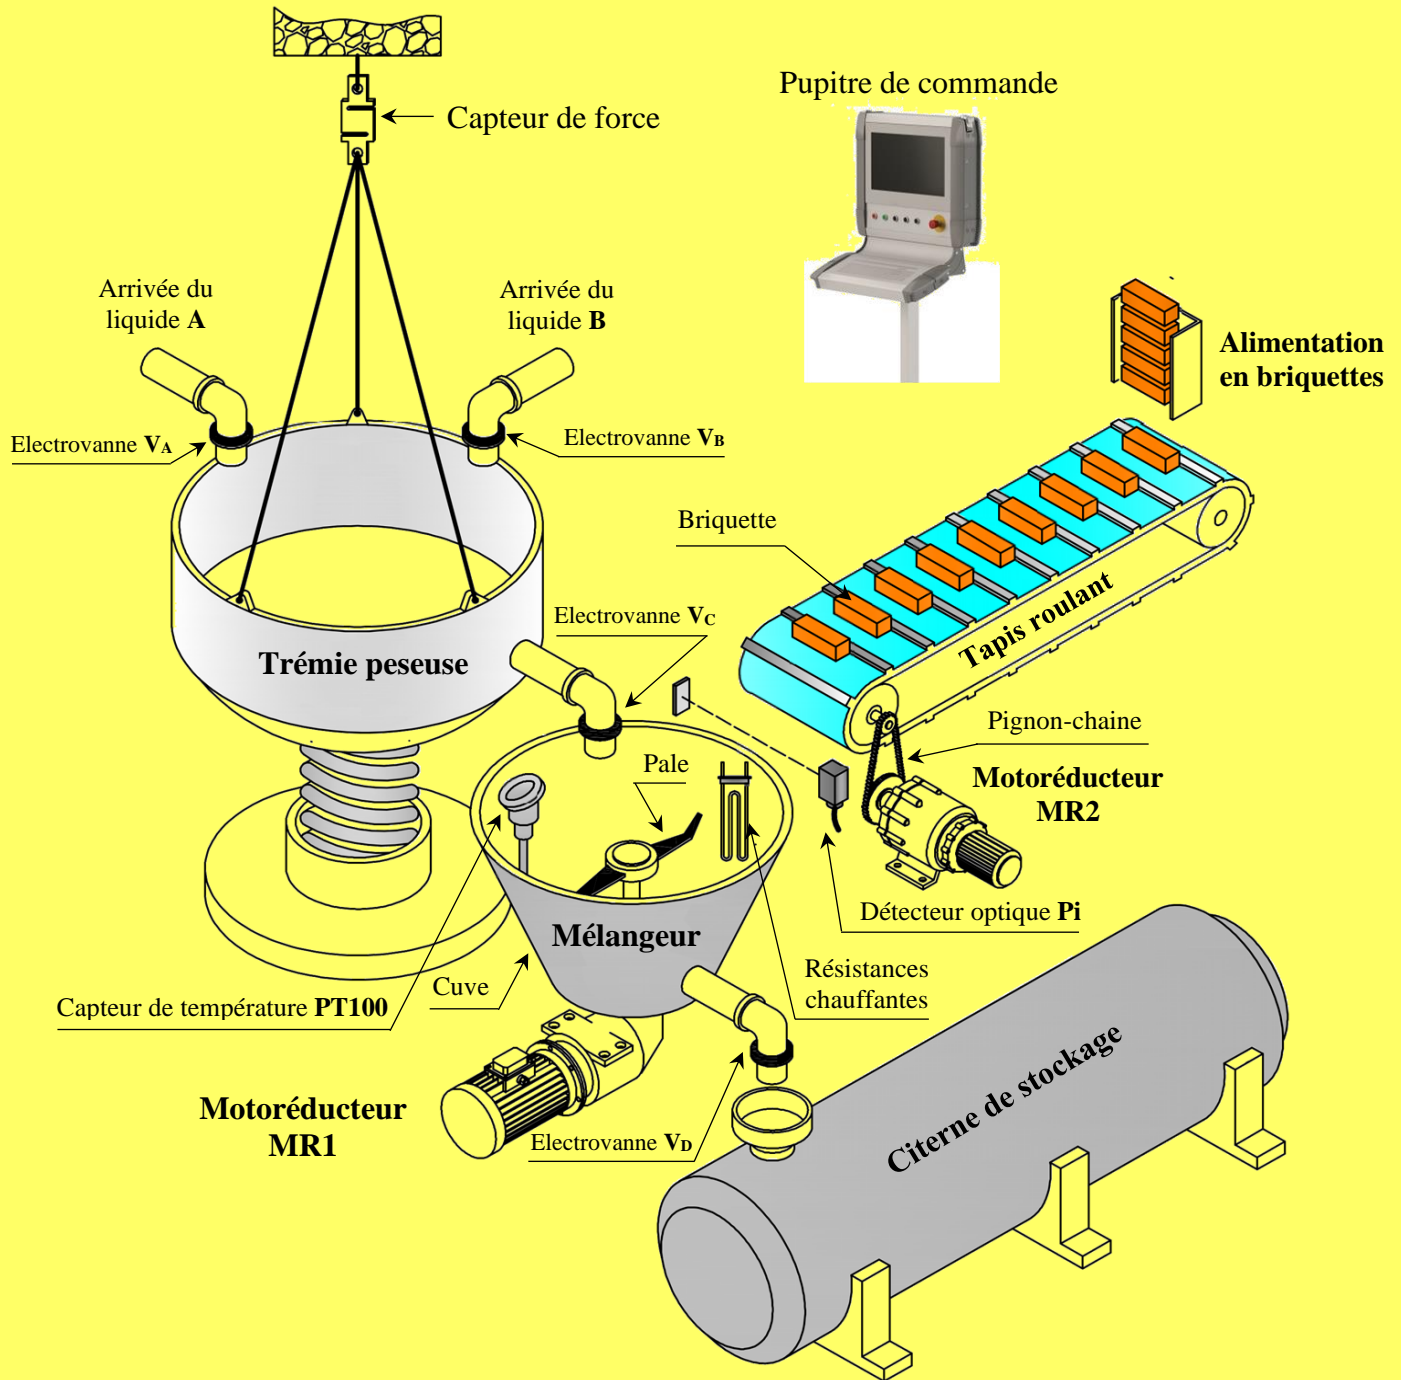 Pupitre de commande
Capteur de force
Arrivée du
liquide A
Arrivée du
liquide B
Alimentation
en briquettes
Electrovanne VA
Electrovanne VB
Briquette
Electrovanne VC
Tapis roulant
Trémie peseuse
Pignon-chaine
Pale
Motoréducteur
MR2
Détecteur optique Pi
Mélangeur
Résistances
chauffantes
Cuve
Capteur de température PT100
Citerne de stockage
Motoréducteur
MR1
Electrovanne VD